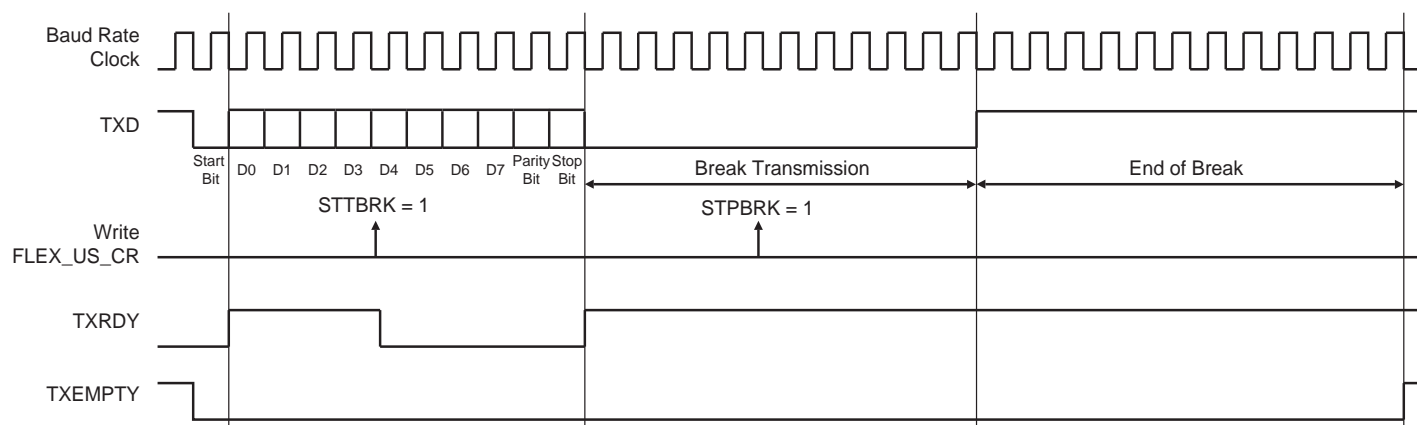 Baud Rate
Clock
TXD
Start
Bit
D0 D1 D2 D3 D4 D5 D6 D7
Parity
Bit
Stop
Bit
Break Transmission
End of Break
STTBRK = 1
STPBRK = 1
Write
FLEX_US_CR
TXRDY
TXEMPTY